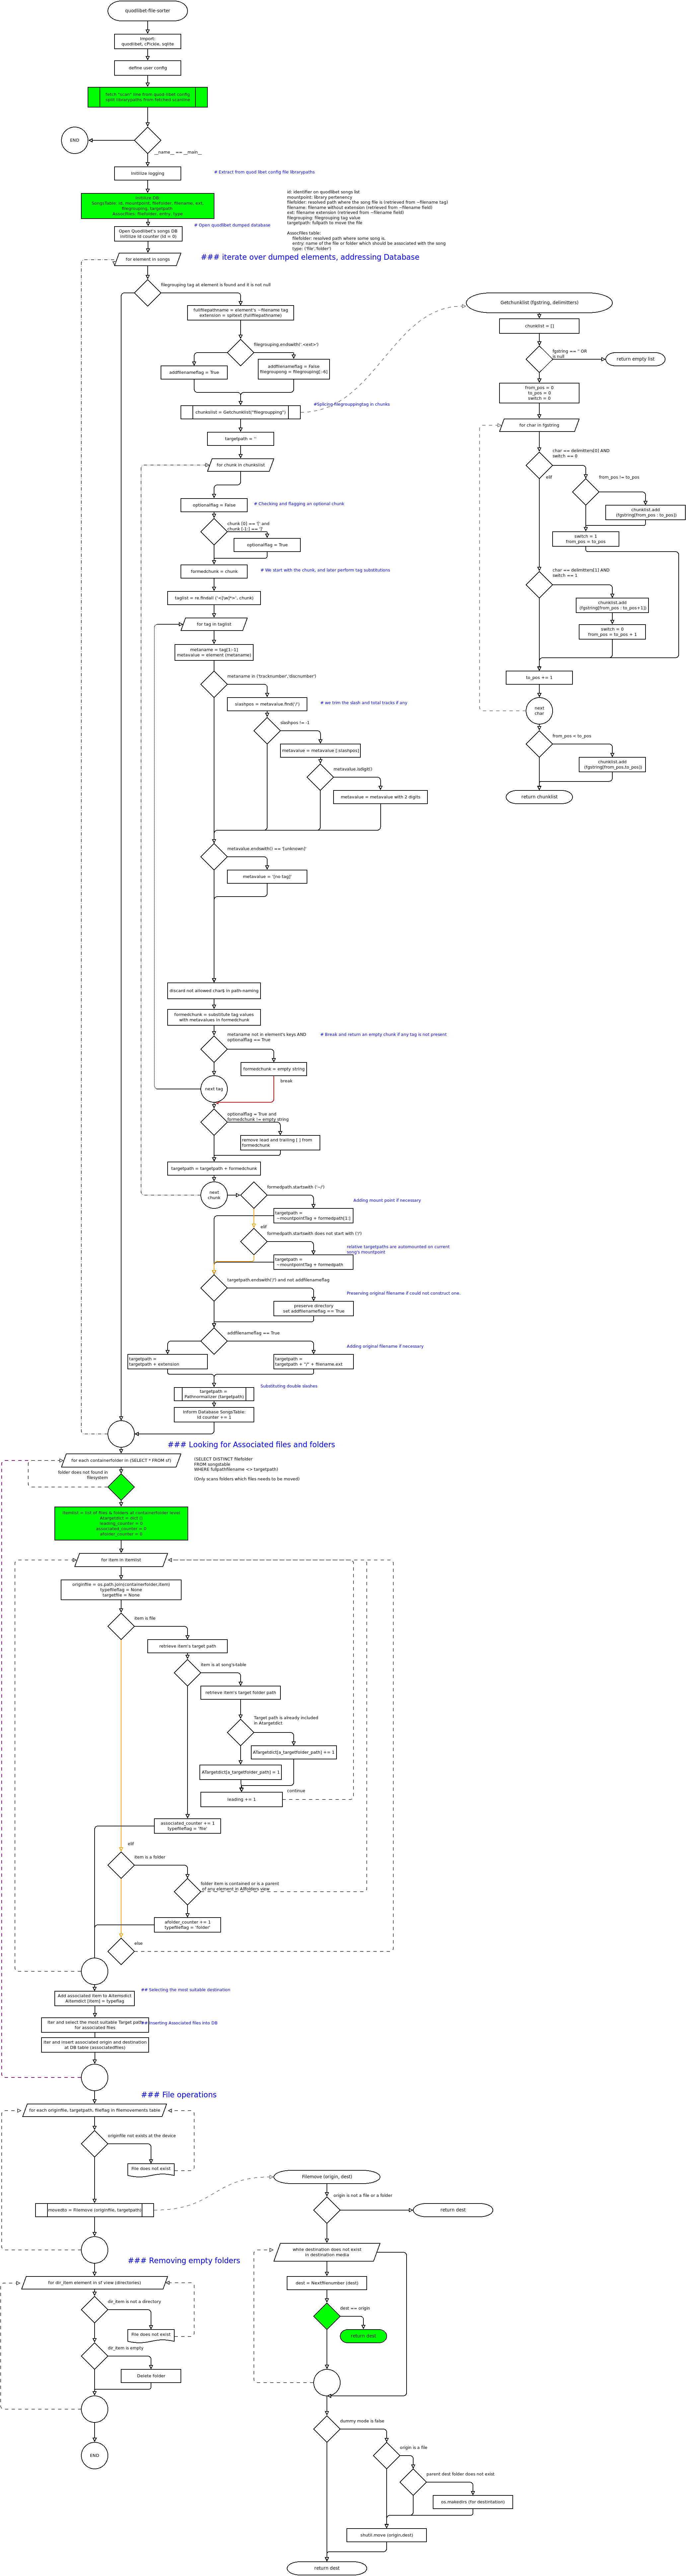 quodlibet-file-sorter
import:
quodlibet, cPickle, sqlite
define user config
fetch "scan" line from quod libet config
split librarypaths from fetched scanline
END
__name__ == __main__
Initilize logging
# Extract from quod libet config file librarypaths
initilize DB
SongsTable: id, mountpoint, filefolder, filename, ext,
filegrouping, targetpath
Assocfiles: filefolder, entry, type
id: identifier on quodlibet songs list
mountpoint: library pertenency
filefolder: resolved path where the song file is (retrieved from ~filename tag)
filename: filename without extension (retrieved from ~filename field)
ext: filename extension (retrieved from ~filename field)
filegrouping: filegrouping tag value
targetpath: fullpath to move the file
Assocfiles table:
filefolder: resolved path where some song is.
entry: name of the file or folder which should be associated with the song
type: ('file','folder')
# Open quodlibet dumped database
Open Quodlibet's songs DB
initilize Id counter (id = 0)
for element in songs
### iterate over dumped elements, addressing Database
filegrouping tag at element is found and it is not null
fullfilepathname = element's ~filename tag
extension = spltext (fullfilepathname)
filegrouping.endswith('.<ext>')
addfilenameflag = True
addfilenameflag = False
filegroupeng = filegrouping[:-6]
#Splicing filegrouppingtag in chunks
chunkslist = Getchunklist("filegroupping")
targetpath = ''
for chunk in chunkslist
optionalflag = False
# Checking and flagging an optional chunk
chunk [0] == '[' and
chunk [-1:] == ']'
optionalflag = True
formedchunk = chunk
# We start with the chunk, and later perform tag substitutions
taglist = re.findall ('<[\w/]*>', chunk)
for tag in taglist
metaname = tag[1:-1]
metavalue = element (metaname)
metaname in ('tracknumber','discnumber')
slashpos = metavalue.find('/')
# we trim the slash and total tracks if any
slashpos != -1
metavalue = metavalue [:slashpos]
metavalue.isdigit()
metavalue = metavalue with 2 digits
metavalue.endswith() == '[unknown]'
metavalue = '[no tag]'
discard not allowed char$ in path-naming
formedchunk = substitute tag values
with metavalues in formedchunk
metaname not in element's keys AND
optionalflag == True
# Break and return an empty chunk if any tag is not present
formedchunk = empty string
next tag
break
optionalflag = True and
formedchunk != empty string
remove lead and trailing [ ] from
formedchunk
targetpath = targetpath + formedchunk
next
chunk
formedpath.startswith ('~/')
Adding mount point if necessary
targetpath =
~mountpointTag + formedpath[1:]
elif
formedpath.startswith does not start with ('/')
relative targetpaths are automounted on current
song's mountpoint
targetpath =
~mountpointTag + formedpath
targetpath.endswith('/') and not addfilenameflag
Preserving original filename if could not construct one.
preserve directory
set addfilenameflag == True
addfilenameflag == True
Adding original filename if necessary
targetpath =
targetpath + extension
targetpath =
targetpath + "/" + filename.ext
Substituting double slashes
targetpath =
Pathnormalizer (targetpath)
Inform Database SongsTable:
Id counter += 1
Getchunklist (fgstring, delimitters)
chunklist = []
fgstring == '' OR
is null
return empty list
from_pos = 0
to_pos = 0
switch = 0
for char in fgstring
char == delimitters[0] AND
switch == 0
elif
from_pos != to_pos
chunklist.add
(fgstring[from_pos : to_pos])
switch = 1
from_pos = to_pos
char == delimitters[1] AND
switch == 1
chunklist.add
(fgstring[from_pos : to_pos+1])
switch = 0
from_pos = to_pos + 1
to_pos += 1
next
char
from_pos < to_pos
chunklist.add
(fgstring[from_pos,to_pos])
return chunklist
### Looking for Associated files and folders
for each containerfolder in (SELECT * FROM sf)
(SELECT DISTINCT filefolder
FROM songstable
WHERE fullpathfilename <> targetpath)
(Only scans folders which files needs to be moved)
folder does not found in
filesystem
itemlist = list of files & folders at containerfolder level
Atargetdict = dict ()
leading_counter = 0
associated_counter = 0
afolder_counter = 0
for item in itemlist
originfile = os.path.join(containerfolder,item)
typefileflag = None
targetfile = None
item is file
retrieve item's target path
item is at song's-table
retrieve item's target folder path
Target path is already included
in Atargetdict
ATargetdict[a_targetfolder_path] += 1
ATargetdict[a_targetfolder_path] = 1
continue
leading += 1
associated_counter += 1
typefileflag = 'file'
elif
item is a folder
folder item is contained or is a parent
of any element in Allfolders view
afolder_counter += 1
typefileflag = 'folder'
else
Add associated item to Aitemsdict
Aitemsdict [item] = typeflag
## Selecting the most suitable destination
Iter and select the most suitable Target path
for associated files
## Inserting Associated files into DB
Iter and Insert associated origin and destination
at DB table (associatedfiles)
### File operations
for each originfile, targetpath, fileflag in filemovements table
originfile not exists at the device
File does not exist
movedto = Filemove (originfile, targetpath)
### Removing empty folders
for dir_item element in sf view (directories)
dir_item is not a directory
File does not exist
dir_item is empty
Delete folder
END
Filemove (origin, dest)
origin is not a file or a folder
return dest
while destination does not exist
in destination media
dest = Nextfilenumber (dest)
dest == origin
return dest
dummy mode is false
origin is a file
parent dest folder does not exist
os.makedirs (for destintation)
shutil.move (origin,dest)
return dest